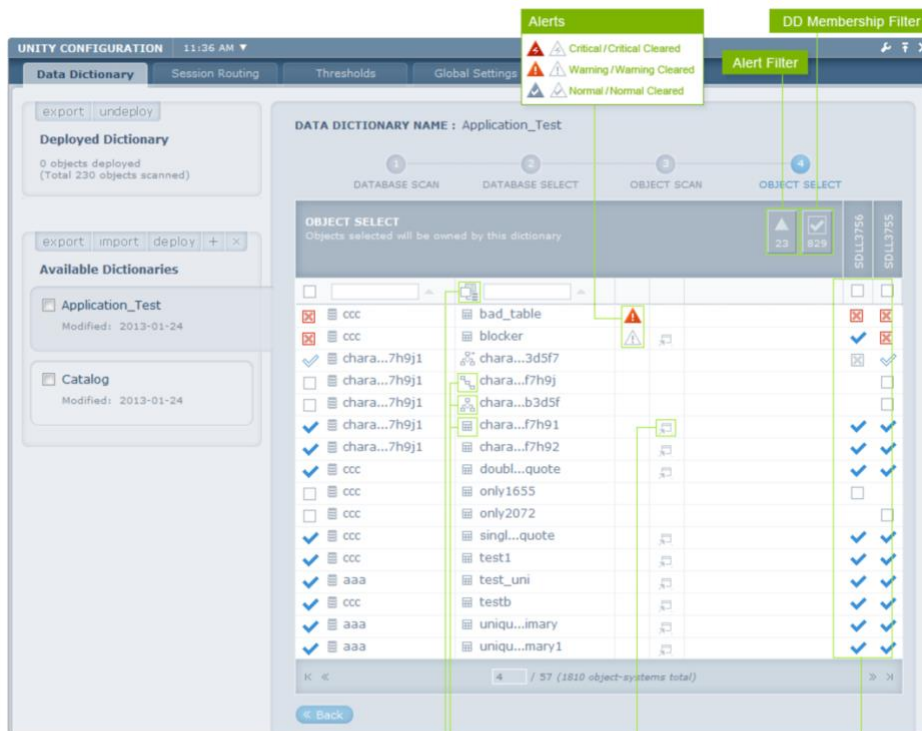 Alerts
DD Membership Filter
UNITY CONFIGURATION 11:36 AM ▼
Critical / Critical Cleared
Warning / Warning Cleared
Normal / Normal Cleared
Alert Filter
Data Dictionary Session Routing Thresholds Global Settings
export undeploy
Deployed Dictionary
0 objects deployed
(Total 230 objects scanned)
DATA DICTIONARY NAME : Application_Test
1 2 3 4
DATABASE SCAN DATABASE SELECT OBJECT SCAN OBJECT SELECT
OBJECT SELECT
Objects selected will be owned by this dictionary
23 829
SDLL3756
SDLL3755
export import deploy + ×
Available Dictionaries
Application_Test
Modified: 2013-01-24
Catalog
Modified: 2013-01-24
ccc bad_table
ccc blocker
chara...7h9j1 chara...3d5f7
chara...7h9j1 chara...f7h9j
chara...7h9j1 chara...b3d5f
chara...7h9j1 chara...f7h91
chara...7h9j1 chara...f7h92
ccc doubl...quote
ccc only1655
ccc only2072
ccc singl...quote
ccc test1
aaa test_uni
ccc testb
aaa uniqu...imary
aaa uniqu...mary1
4 / 57 (1810 object-systems total)
« Back